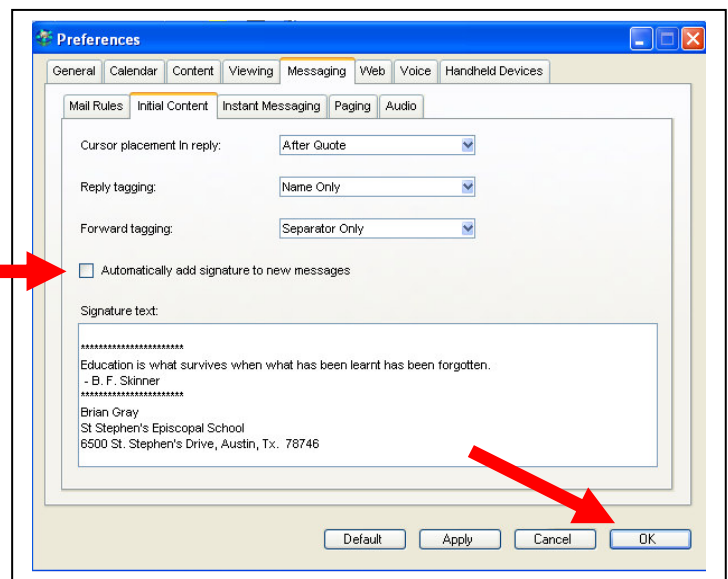 Preferences
General Calendar Content Viewing Messaging Web Voice Handheld Devices
Mail Rules Initial Content Instant Messaging Paging Audio
Cursor placement In reply: After Quote
Reply tagging: Name Only
Forward tagging: Separator Only
Automatically add signature to new messages
Signature text:
***********************
Education is what survives when what has been learnt has been forgotten.
- B. F. Skinner
***********************
Brian Gray
St Stephen's Episcopal School
6500 St. Stephen's Drive, Austin, Tx. 78746
Default Apply Cancel OK